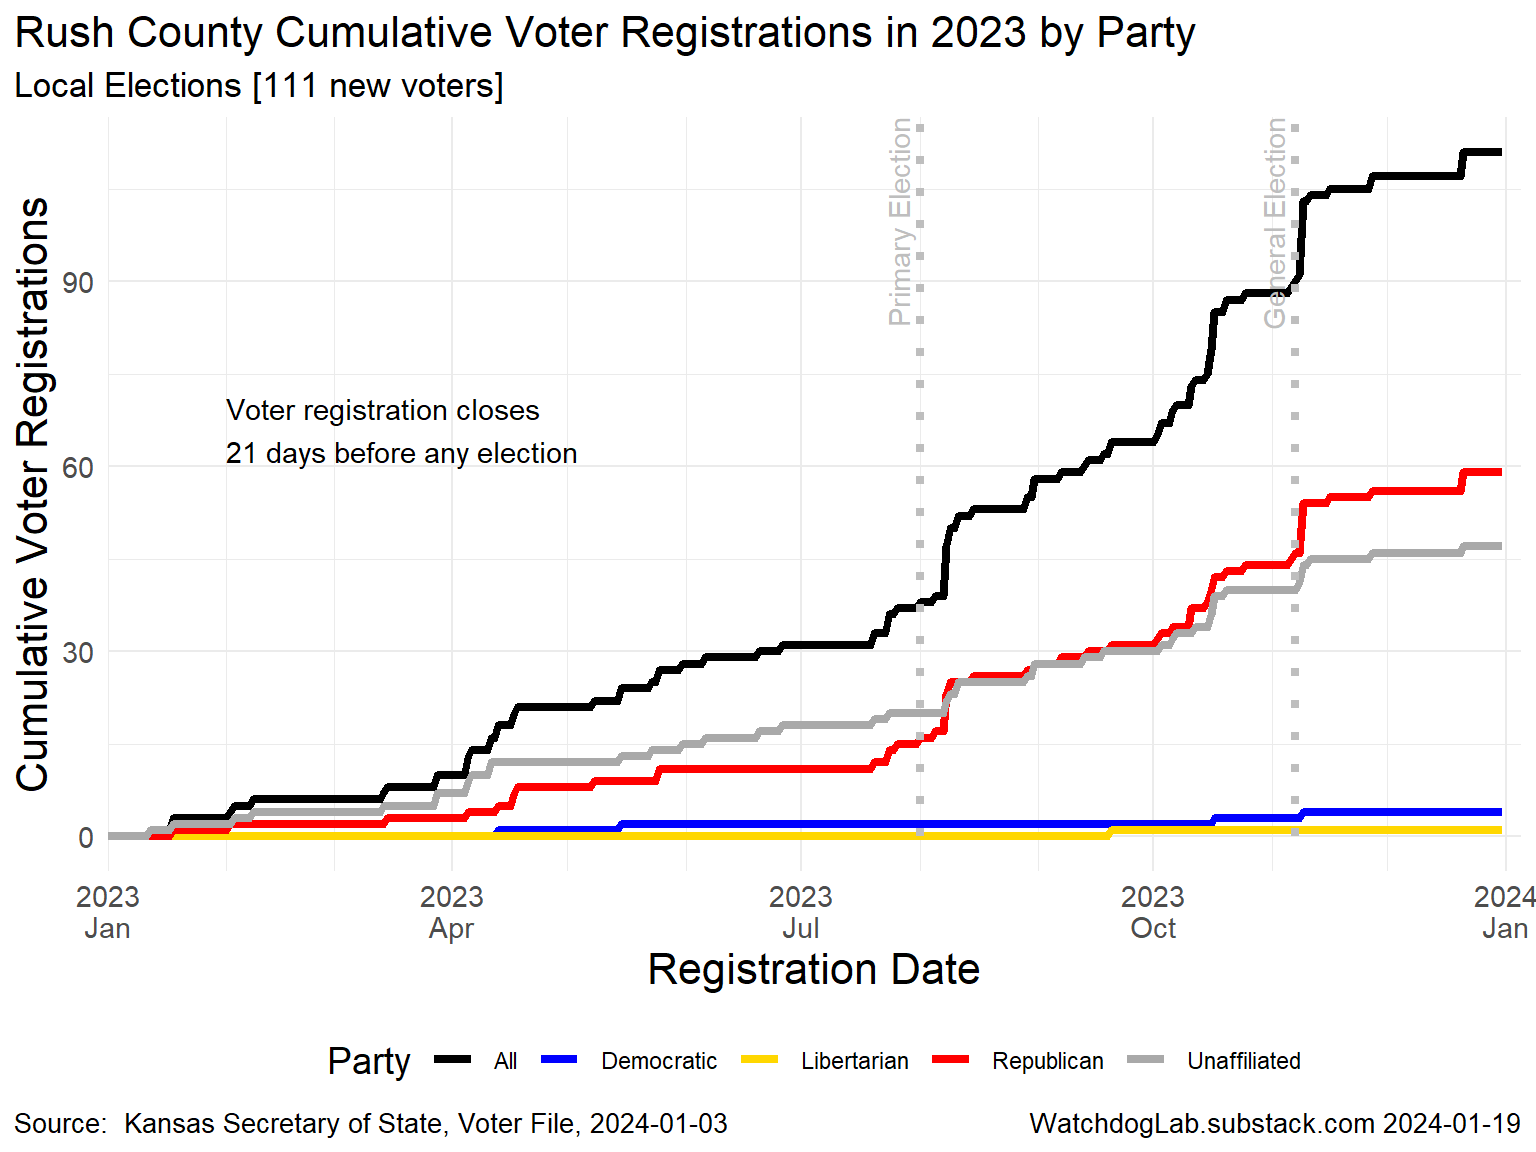 Rush County Cumulative Voter Registrations in 2023 by Party
Local Elections [111 new voters]
Cumulative Voter Registrations
90
60
30
0
Primary Election
General Election
Voter registration closes
21 days before any election
2023 2023 2023 2023 2024
Jan Apr Jul Oct Jan
Registration Date
Party All Democratic Libertarian Republican Unaffiliated
Source:  Kansas Secretary of State, Voter File, 2024-01-03
WatchdogLab.substack.com 2024-01-19